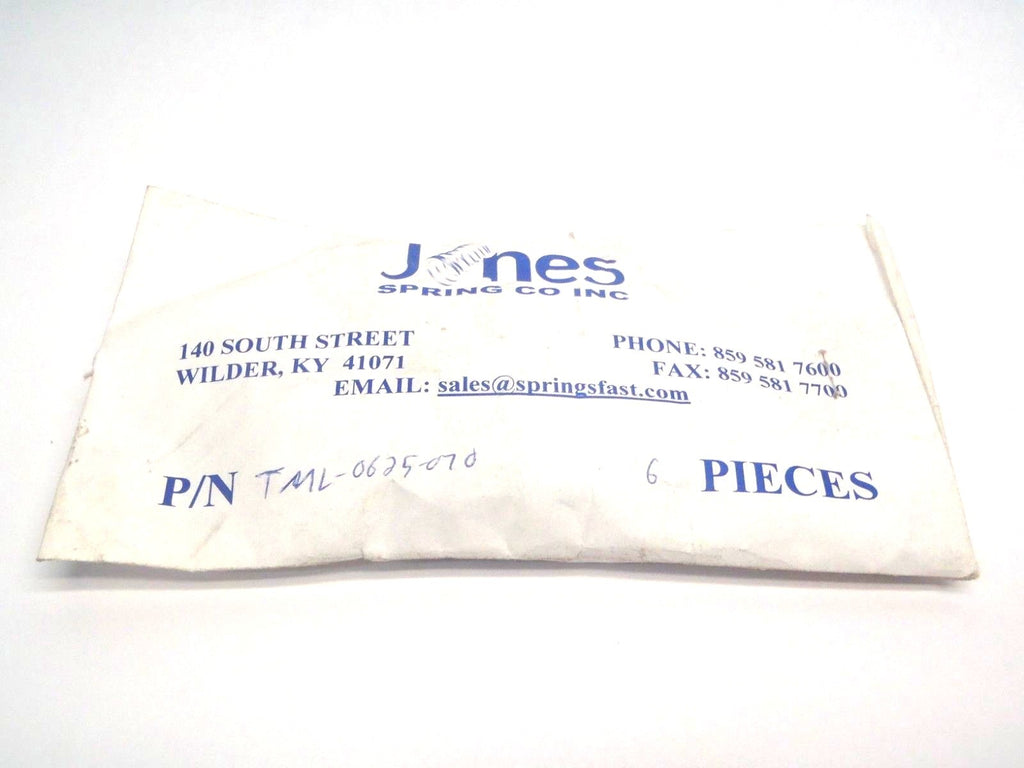 Jones
SPRING CO INC
140 SOUTH STREET
WILDER, KY 41071
PHONE: 859 581 7600
FAX: 859 581 7700
EMAIL: sales@springsfast.com
P/N TML-0625-070 6 PIECES